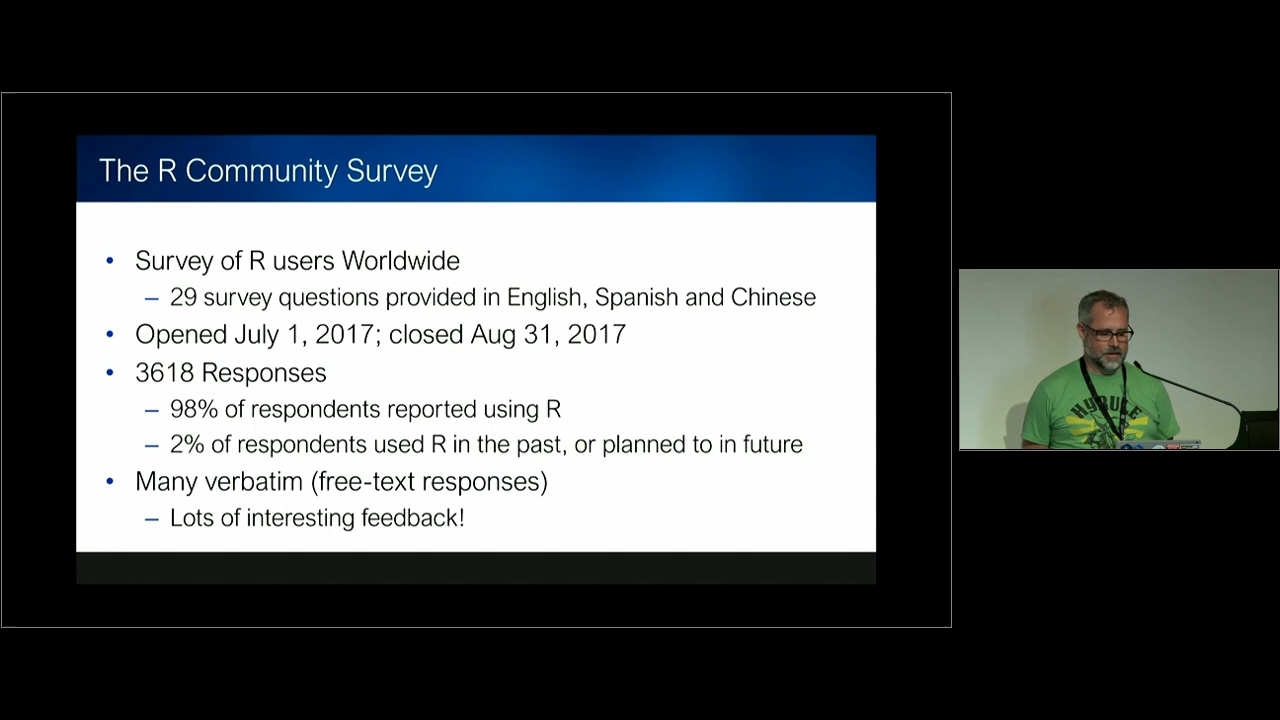 The R Community Survey
• Survey of R users Worldwide
– 29 survey questions provided in English, Spanish and Chinese
• Opened July 1, 2017; closed Aug 31, 2017
• 3618 Responses
– 98% of respondents reported using R
– 2% of respondents used R in the past, or planned to in future
• Many verbatim (free-text responses)
– Lots of interesting feedback!
HYRULE